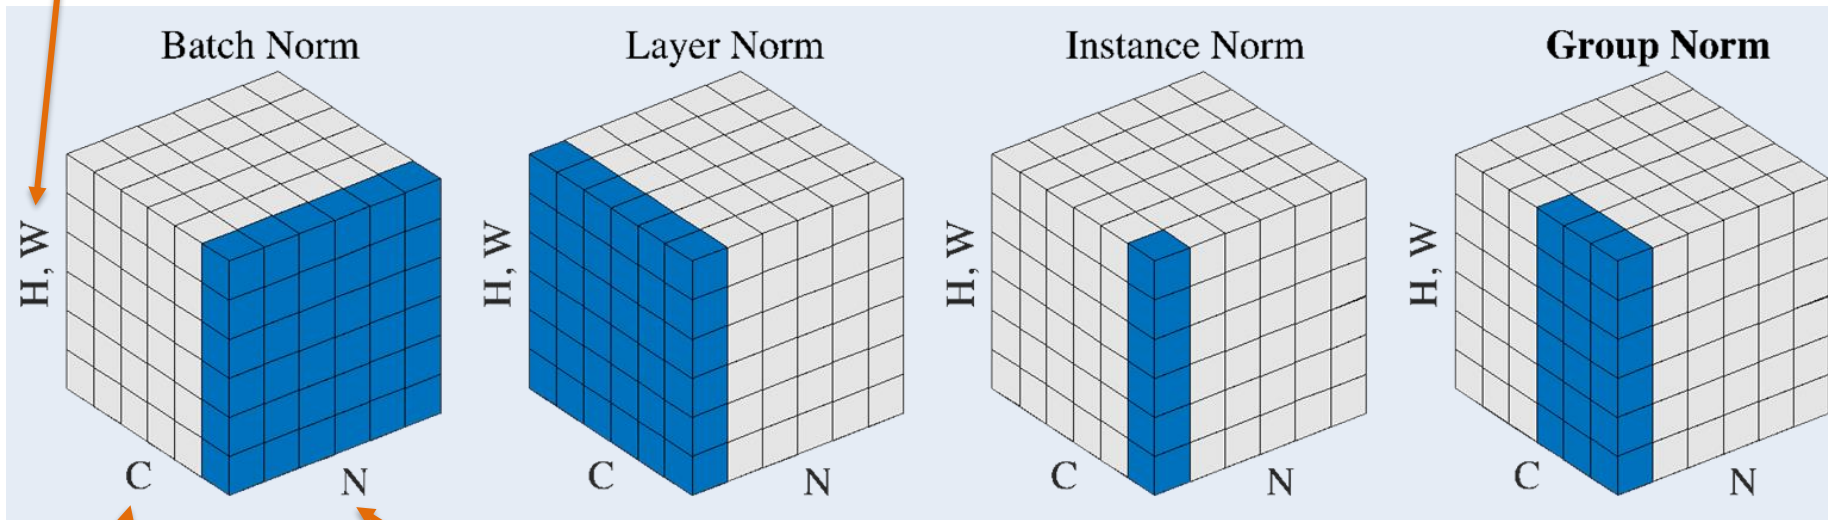 Batch Norm
Layer Norm
Instance Norm
Group Norm
H, W
C
N
H, W
C
N
H, W
C
N
H, W
C
N